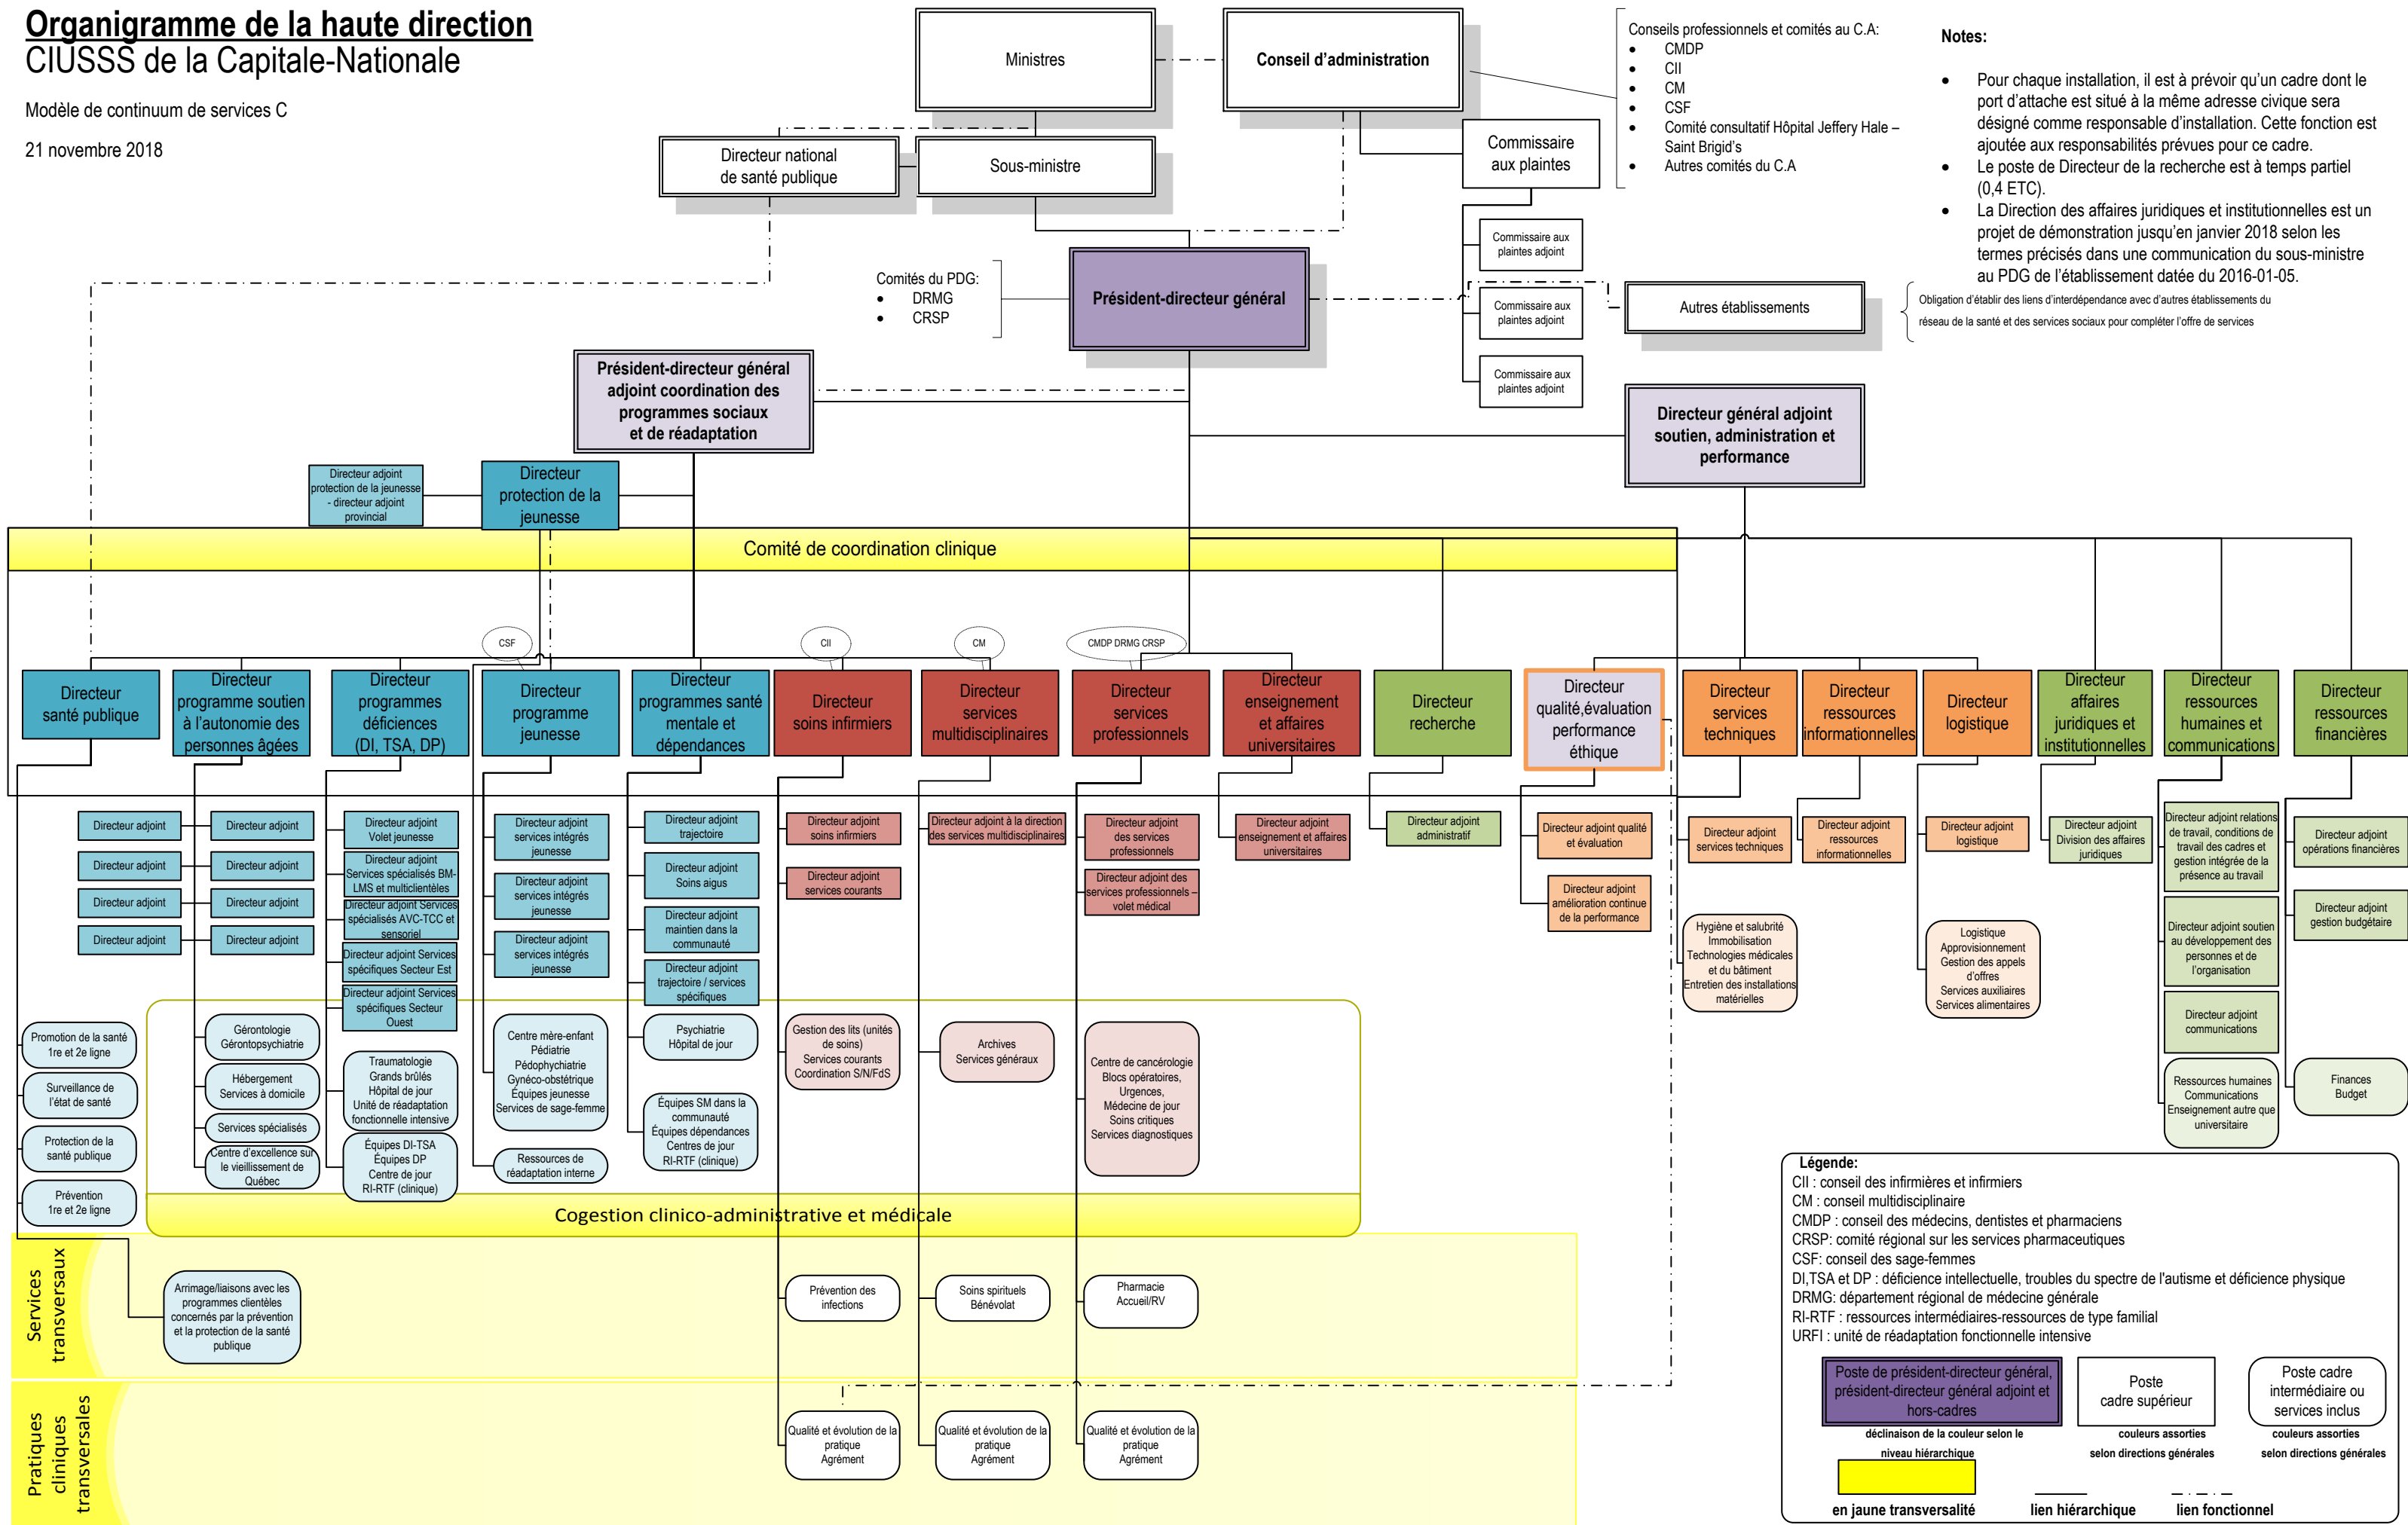 Organigramme de la haute direction
CIUSSS de la Capitale-Nationale
Modèle de continuum de services C
21 novembre 2018
Ministres
Conseil d'administration
Conseils professionnels et comités au C.A:
• CMDP
• CII
• CM
• CSF
• Comité consultatif Hôpital Jeffery Hale –
Saint Brigid's
• Autres comités du C.A
Notes:
• Pour chaque installation, il est à prévoir qu'un cadre dont le
port d'attache est situé à la même adresse civique sera
désigné comme responsable d'installation. Cette fonction est
ajoutée aux responsabilités prévues pour ce cadre.
• Le poste de Directeur de la recherche est à temps partiel
(0,4 ETC).
• La Direction des affaires juridiques et institutionnelles est un
projet de démonstration jusqu'en janvier 2018 selon les
termes précisés dans une communication du sous-ministre
au PDG de l'établissement datée du 2016-01-05.
Directeur national
de santé publique
Sous-ministre
Commissaire
aux plaintes
Commissaire aux
plaintes adjoint
Commissaire aux
plaintes adjoint
Commissaire aux
plaintes adjoint
Comités du PDG:
• DRMG
• CRSP
Président-directeur général
Autres établissements
Obligation d'établir des liens d'interdépendance avec d'autres établissements du
réseau de la santé et des services sociaux pour compléter l'offre de services
Président-directeur général
adjoint coordination des
programmes sociaux
et de réadaptation
Directeur général adjoint
soutien, administration et
performance
Directeur adjoint
protection de la jeunesse
- directeur adjoint
provincial
Directeur
protection de la
jeunesse
Comité de coordination clinique
CSF
CII
CM
CMDP DRMG CRSP
Directeur
santé publique
Directeur
programme soutien
à l'autonomie des
personnes âgées
Directeur
programmes
déficiences
(DI, TSA, DP)
Directeur
programme
jeunesse
Directeur
programmes santé
mentale et
dépendances
Directeur
soins infirmiers
Directeur
services
multidisciplinaires
Directeur
services
professionnels
Directeur
enseignement
et affaires
universitaires
Directeur
recherche
Directeur
qualité,évaluation
performance
éthique
Directeur
services
techniques
Directeur
ressources
informationnelles
Directeur
logistique
Directeur
affaires
juridiques et
institutionnelles
Directeur
ressources
humaines et
communications
Directeur
ressources
financières
Directeur adjoint
Directeur adjoint
Directeur adjoint
Directeur adjoint
Directeur adjoint
Directeur adjoint
Directeur adjoint
Directeur adjoint
Directeur adjoint
Volet jeunesse
Directeur adjoint
Services spécialisés BM-
LMS et multiclientèles
Directeur adjoint Services
spécialisés AVC-TCC et
sensoriel
Directeur adjoint Services
spécifiques Secteur Est
Directeur adjoint Services
spécifiques Secteur
Ouest
Directeur adjoint
services intégrés
jeunesse
Directeur adjoint
services intégrés
jeunesse
Directeur adjoint
services intégrés
jeunesse
Directeur adjoint
trajectoire
Directeur adjoint
Soins aigus
Directeur adjoint
maintien dans la
communauté
Directeur adjoint
trajectoire / services
spécifiques
Directeur adjoint
soins infirmiers
Directeur adjoint
services courants
Directeur adjoint à la direction
des services multidisciplinaires
Directeur adjoint
des services
professionnels
Directeur adjoint des
services professionnels –
volet médical
Directeur adjoint
enseignement et affaires
universitaires
Directeur adjoint
administratif
Directeur adjoint qualité
et évaluation
Directeur adjoint
amélioration continue
de la performance
Directeur adjoint
services techniques
Directeur adjoint
ressources
informationnelles
Directeur adjoint
logistique
Directeur adjoint
Division des affaires
juridiques
Directeur adjoint relations
de travail, conditions de
travail des cadres et
gestion intégrée de la
présence au travail
Directeur adjoint soutien
au développement des
personnes et de
l'organisation
Directeur adjoint
communications
Directeur adjoint
opérations financières
Directeur adjoint
gestion budgétaire
Hygiène et salubrité
Immobilisation
Technologies médicales
et du bâtiment
Entretien des installations
matérielles
Logistique
Approvisionnement
Gestion des appels
d'offres
Services auxiliaires
Services alimentaires
Ressources humaines
Communications
Enseignement autre que
universitaire
Finances
Budget
Promotion de la santé
1re et 2e ligne
Surveillance de
l'état de santé
Protection de la
santé publique
Prévention
1re et 2e ligne
Gérontologie
Gérontopsychiatrie
Hébergement
Services à domicile
Services spécialisés
Centre d'excellence sur
le vieillissement de
Québec
Traumatologie
Grands brûlés
Hôpital de jour
Unité de réadaptation
fonctionnelle intensive
Équipes DI-TSA
Équipes DP
Centre de jour
RI-RTF (clinique)
Centre mère-enfant
Pédiatrie
Pédophychiatrie
Gynéco-obstétrique
Équipes jeunesse
Services de sage-femme
Ressources de
réadaptation interne
Psychiatrie
Hôpital de jour
Équipes SM dans la
communauté
Équipes dépendances
Centres de jour
RI-RTF (clinique)
Gestion des lits (unités
de soins)
Services courants
Coordination S/N/FdS
Archives
Services généraux
Centre de cancérologie
Blocs opératoires,
Urgences,
Médecine de jour
Soins critiques
Services diagnostiques
Cogestion clinico-administrative et médicale
Services
transversaux
Arrimage/liaisons avec les
programmes clientèles
concernés par la prévention
et la protection de la santé
publique
Prévention des
infections
Soins spirituels
Bénévolat
Pharmacie
Accueil/RV
Pratiques
cliniques
transversales
Qualité et évolution de la
pratique
Agrément
Qualité et évolution de la
pratique
Agrément
Qualité et évolution de la
pratique
Agrément
Légende:
CII : conseil des infirmières et infirmiers
CM : conseil multidisciplinaire
CMDP : conseil des médecins, dentistes et pharmaciens
CRSP: comité régional sur les services pharmaceutiques
CSF: conseil des sage-femmes
DI,TSA et DP : déficience intellectuelle, troubles du spectre de l'autisme et déficience physique
DRMG: département régional de médecine générale
RI-RTF : ressources intermédiaires-ressources de type familial
URFI : unité de réadaptation fonctionnelle intensive
Poste de président-directeur général,
président-directeur général adjoint et
hors-cadres
déclinaison de la couleur selon le
niveau hiérarchique
Poste
cadre supérieur
couleurs assorties
selon directions générales
Poste cadre
intermédiaire ou
services inclus
couleurs assorties
selon directions générales
en jaune transversalité
lien hiérarchique
lien fonctionnel